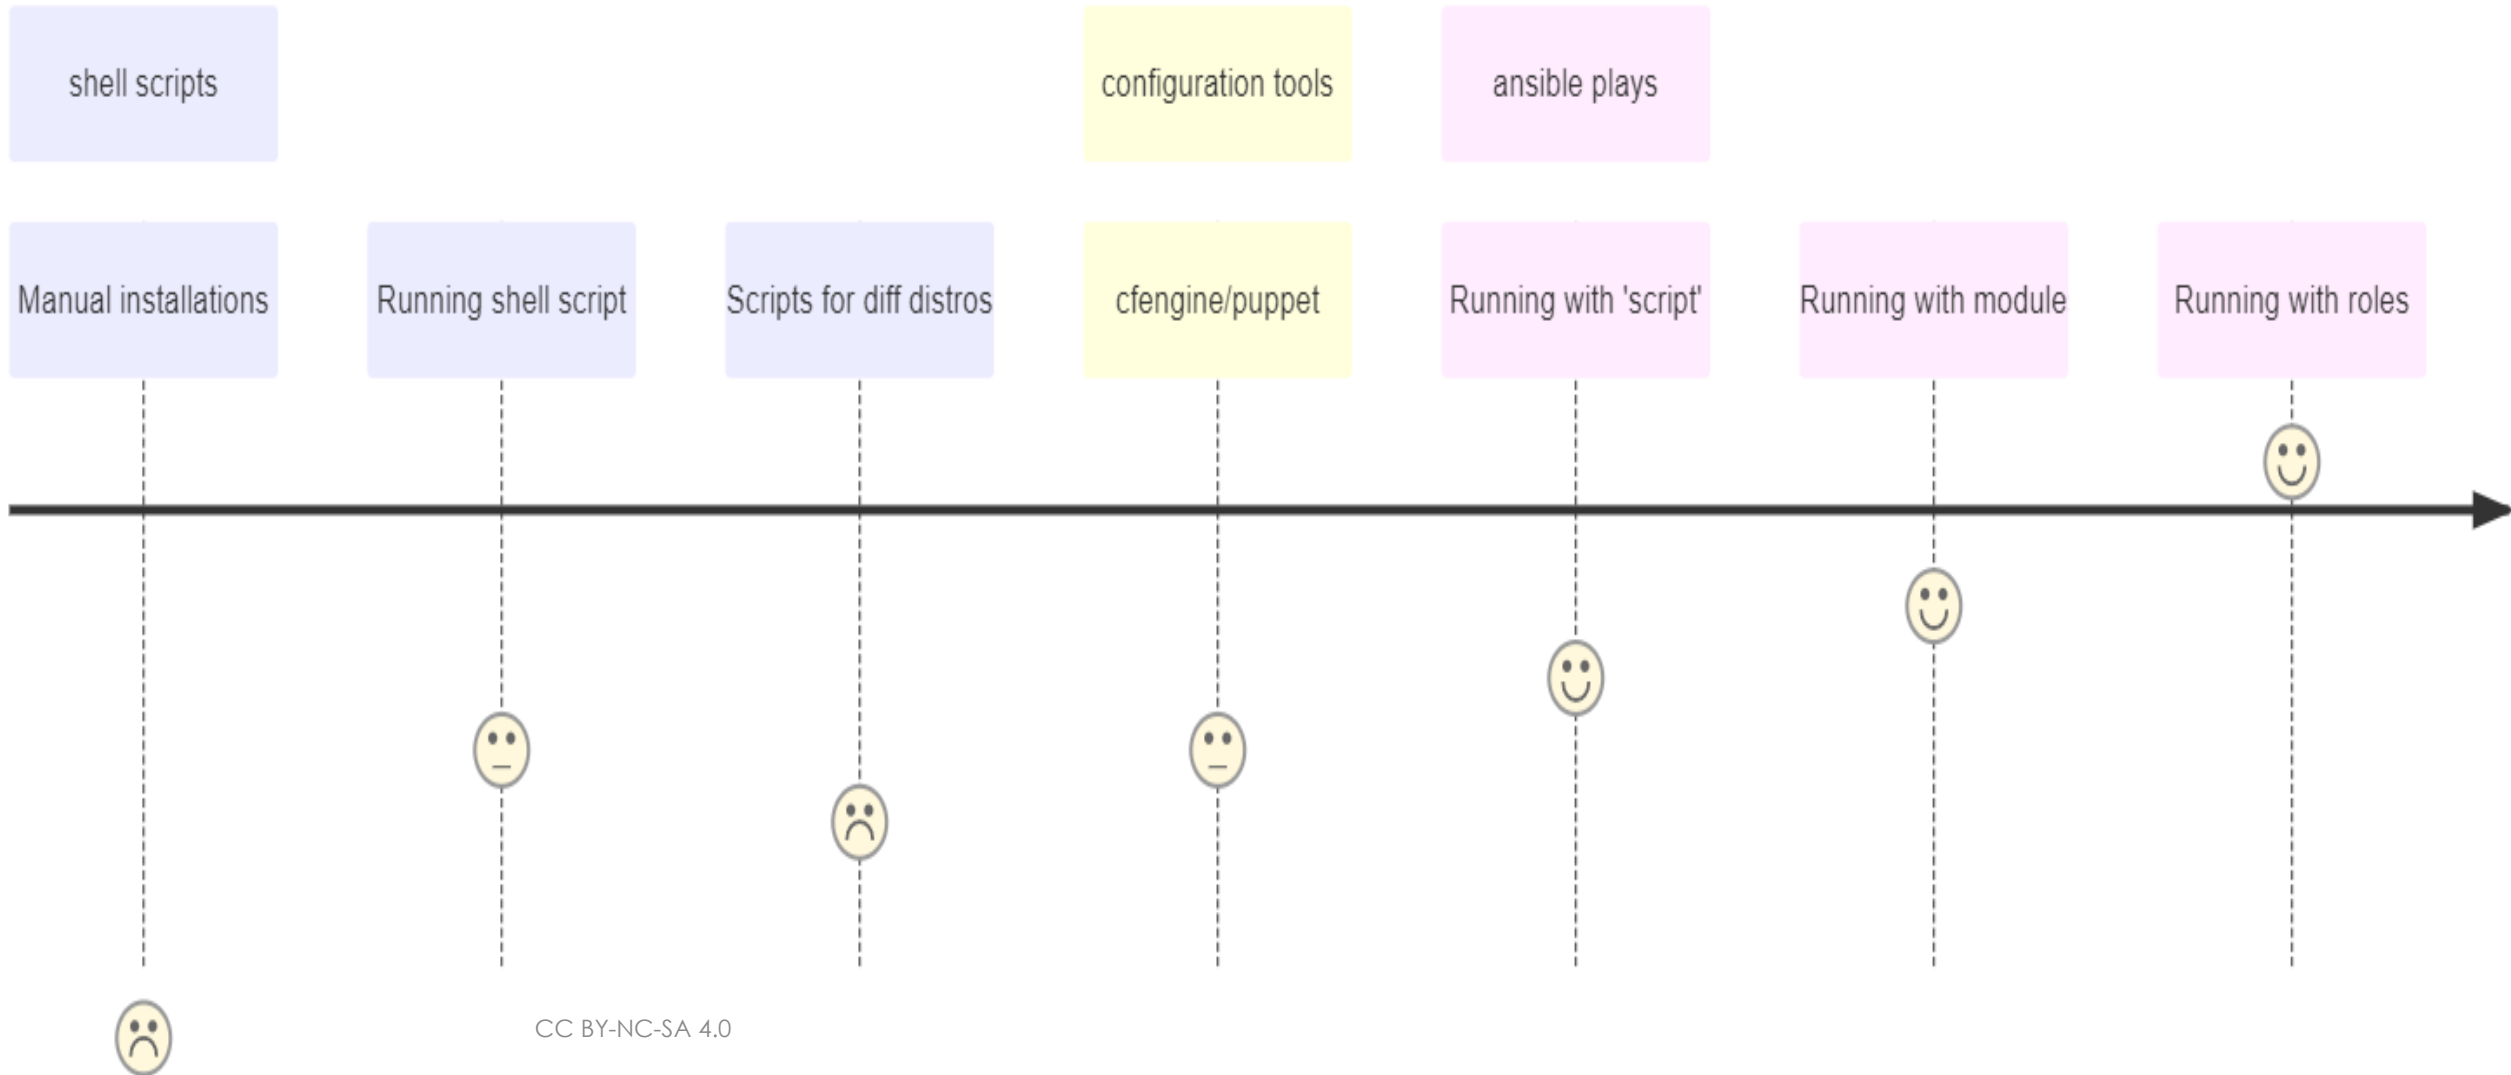 shell scripts
configuration tools
ansible plays
Manual installations
Running shell script
Scripts for diff distros
cfengine/puppet
Running with 'script'
Running with module
Running with roles
CC BY-NC-SA 4.0